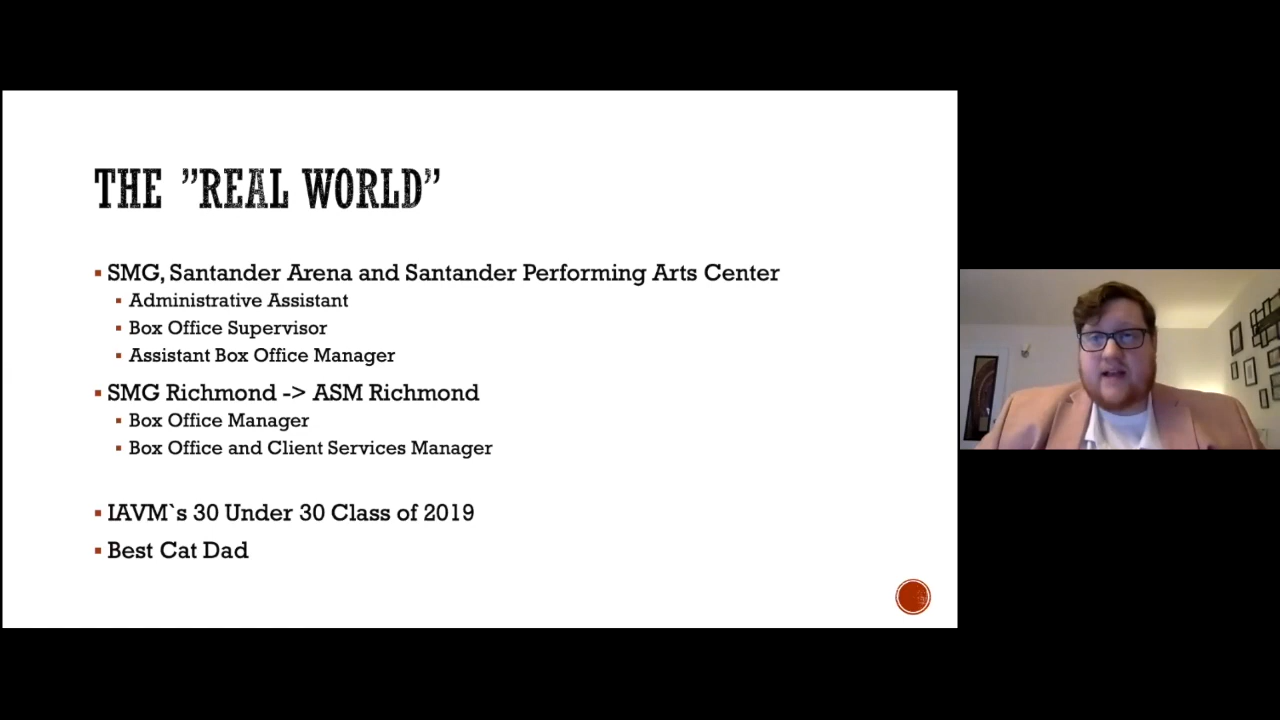 THE ”REAL WORLD”
SMG, Santander Arena and Santander Performing Arts Center
Administrative Assistant
Box Office Supervisor
Assistant Box Office Manager
SMG Richmond -> ASM Richmond
Box Office Manager
Box Office and Client Services Manager
IAVM`s 30 Under 30 Class of 2019
Best Cat Dad